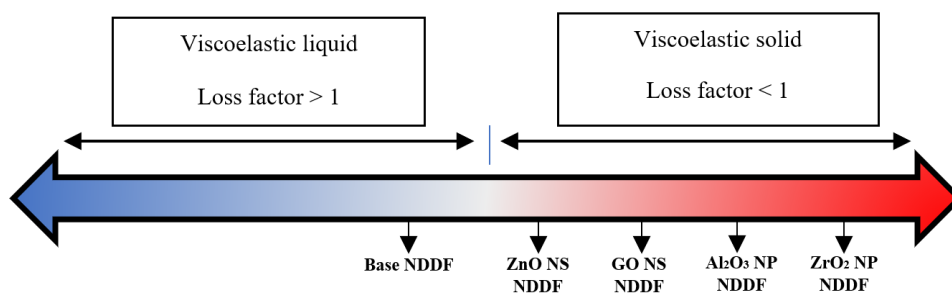 Viscoelastic liquid
Loss factor > 1
Viscoelastic solid
Loss factor < 1
Base NDDF
ZnO NS
NDDF
GO NS
NDDF
Al₂O₃ NP
NDDF
ZrO₂ NP
NDDF